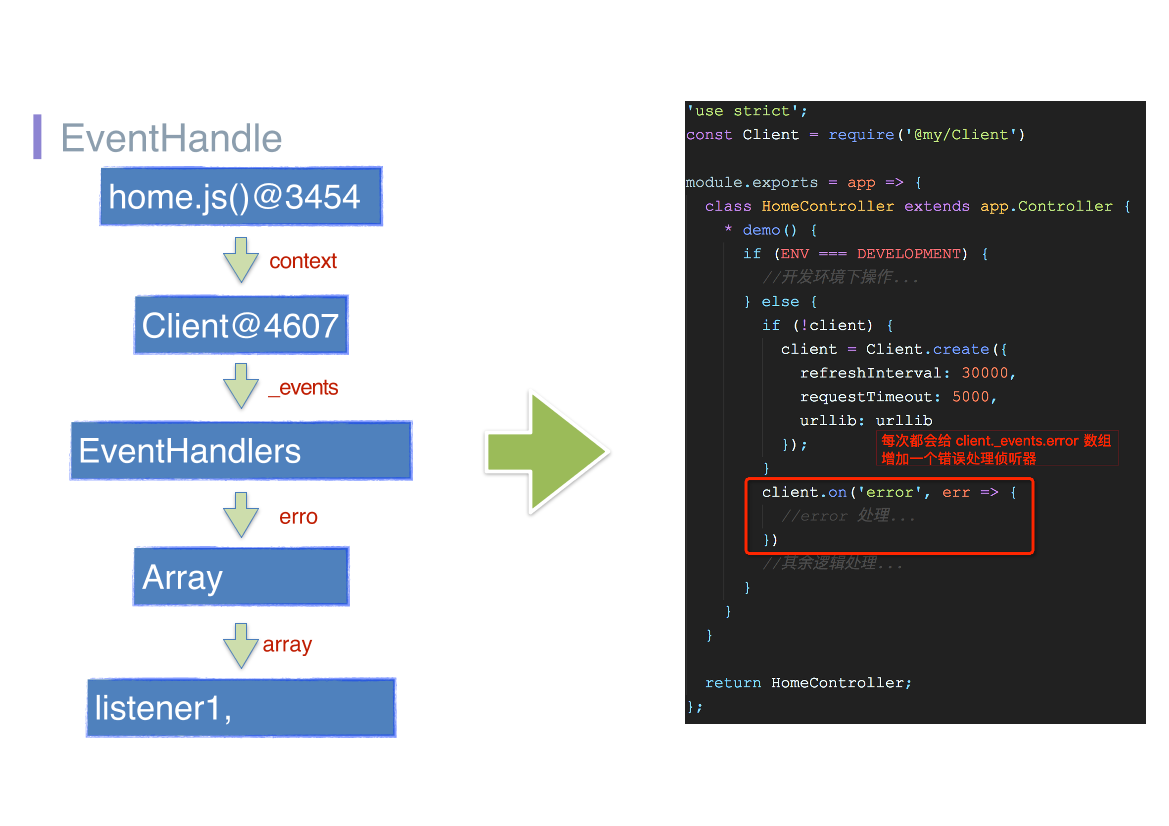 EventHandle
home.js()@3454
context
Client@4607
_events
EventHandlers
erro
Array
array
listener1,
'use strict';
const Client = require('@my/Client')
module.exports = app => {
class HomeController extends app.Controller {
* demo() {
if (ENV === DEVELOPMENT) {
//开发环境下操作...
} else {
if (!client) {
client = Client.create({
refreshInterval: 30000,
requestTimeout: 5000,
urllib: urllib
});
每次都会给 client._events.error 数组
增加一个错误处理侦听器
}
client.on('error', err => {
//error 处理...
})
//其余逻辑处理...
}
}
}
return HomeController;
};